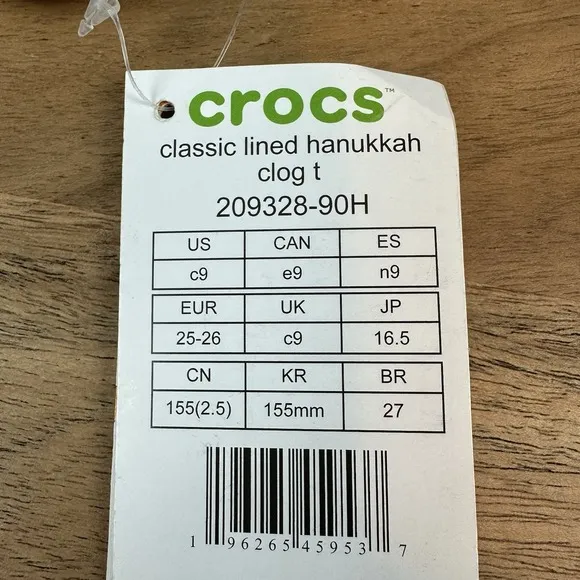 crocs™
classic lined hanukkah
clog t
209328-90H
US CAN ES
c9 e9 n9
EUR UK JP
25-26 c9 16.5
CN KR BR
155(2.5) 155mm 27
1 96265 45953 7